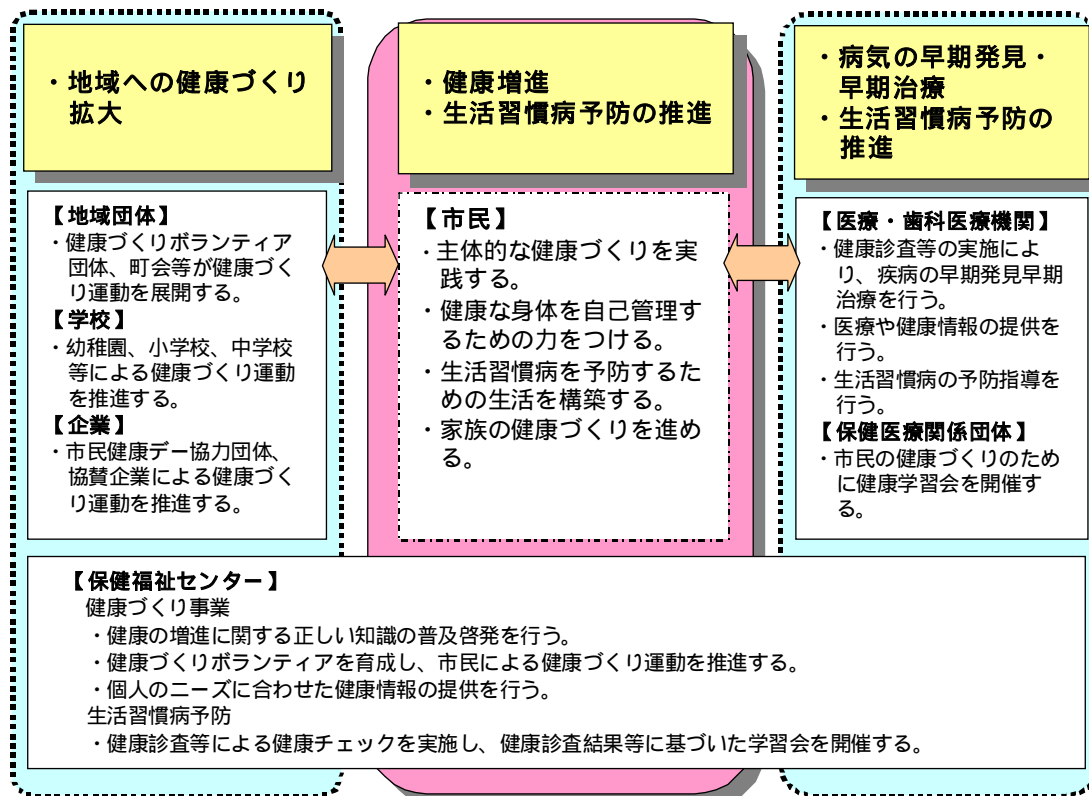 ・地域への健康づくり
拡大
・健康増進
・生活習慣病予防の推進
・病気の早期発見・
早期治療
・生活習慣病予防の
推進
【地域団体】
・健康づくりボランティア
団体、町会等が健康づく
り運動を展開する。
【学校】
・幼稚園、小学校、中学校
等による健康づくり運動
を推進する。
【企業】
・市民健康デー協力団体、
協賛企業による健康づく
り運動を推進する。
【市民】
・主体的な健康づくりを実
践する。
・健康な身体を自己管理す
るための力をつける。
・生活習慣病を予防するた
めの生活を構築する。
・家族の健康づくりを進め
る。
【医療・歯科医療機関】
・健康診査等の実施によ
り、疾病の早期発見早期
治療を行う。
・医療や健康情報の提供を
行う。
・生活習慣病の予防指導を
行う。
【保健医療関係団体】
・市民の健康づくりのため
に健康学習会を開催す
る。
【保健福祉センター】
健康づくり事業
・健康の増進に関する正しい知識の普及啓発を行う。
・健康づくりボランティアを育成し、市民による健康づくり運動を推進する。
・個人のニーズに合わせた健康情報の提供を行う。
生活習慣病予防
・健康診査等による健康チェックを実施し、健康診査結果等に基づいた学習会を開催する。